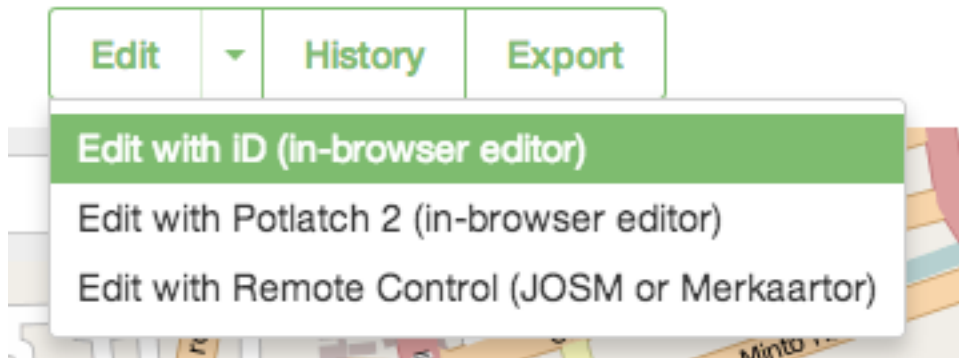 Edit History Export
Edit with iD (in-browser editor)
Edit with Potlatch 2 (in-browser editor)
Edit with Remote Control (JOSM or Merkaartor)
Minto